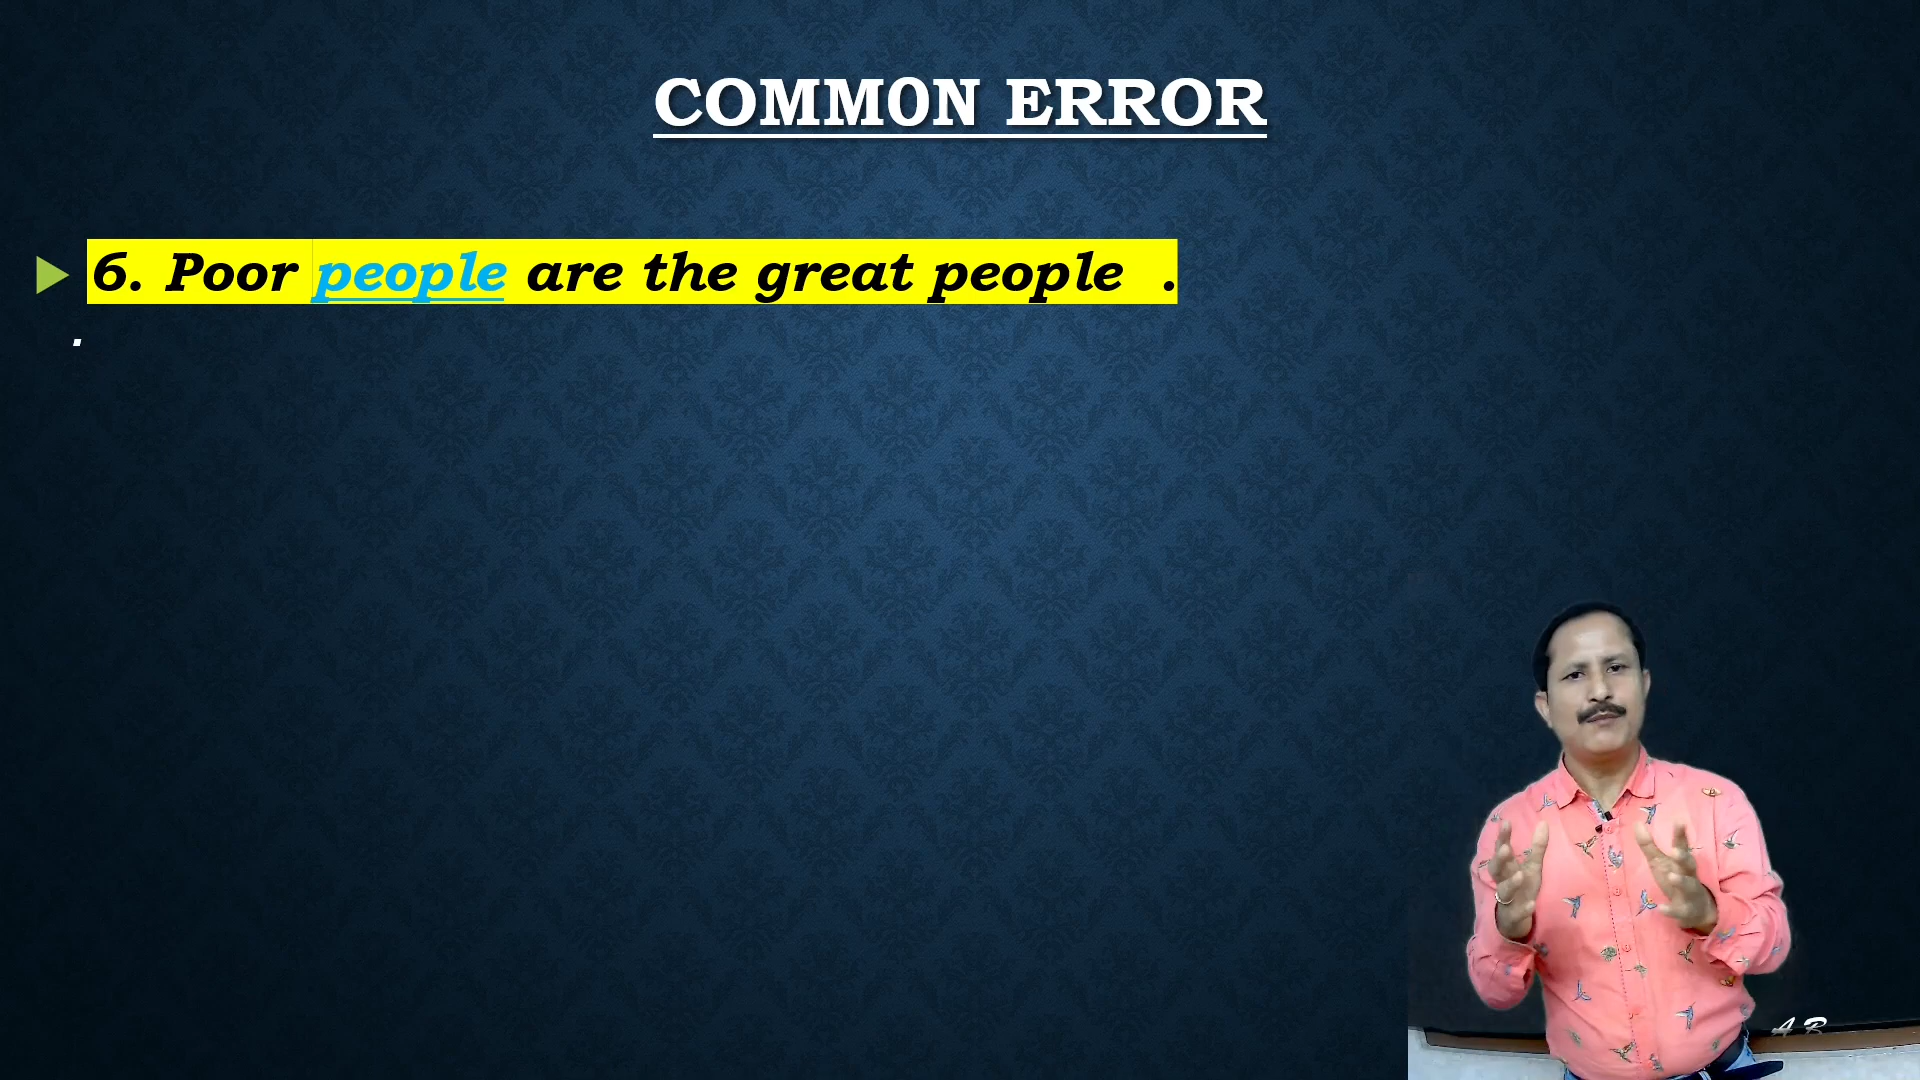 COMMON ERROR
6. Poor people are the great people .
.
A B